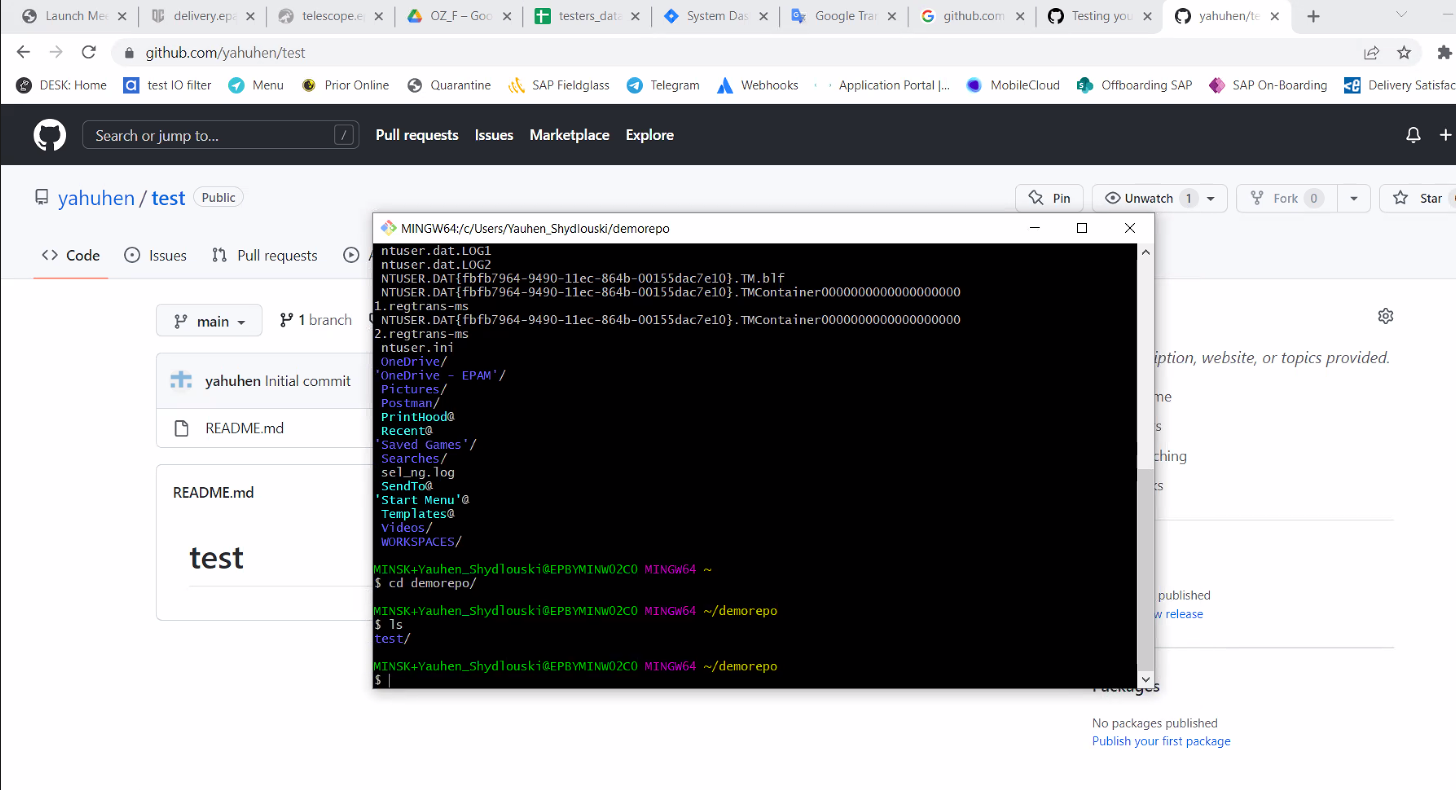 Launch Mee
delivery.epa
telescope.ep
OZ_F – Goo
testers_data
System Das
Google Tran
github.com
Testing you
yahuhen/te
github.com/yahuhen/test
DESK: Home
test IO filter
Menu
Prior Online
Quarantine
SAP Fieldglass
Telegram
Webhooks
Application Portal |...
MobileCloud
Offboarding SAP
SAP On-Boarding
Delivery Satisfac
Search or jump to...
/
Pull requests
Issues
Marketplace
Explore
yahuhen / test
Public
Pin
Unwatch 1
Fork 0
Star
Code
Issues
Pull requests
main
1 branch
yahuhen Initial commit
README.md
README.md
test
MINGW64:/c/Users/Yauhen_Shydlouski/demorepo
ntuser.dat.LOG1
ntuser.dat.LOG2
NTUSER.DAT{fbfb7964-9490-11ec-864b-00155dac7e10}.TM.blf
NTUSER.DAT{fbfb7964-9490-11ec-864b-00155dac7e10}.TMContainer0000000000000000000
1.regtrans-ms
NTUSER.DAT{fbfb7964-9490-11ec-864b-00155dac7e10}.TMContainer0000000000000000000
2.regtrans-ms
ntuser.ini
OneDrive/
'OneDrive - EPAM'/
Pictures/
Postman/
PrintHood@
Recent@
'Saved Games'/
Searches/
sel_ng.log
SendTo@
'Start Menu'@
Templates@
Videos/
WORKSPACES/
MINSK+Yauhen_Shydlouski@EPBYMINW02C0 MINGW64 ~
$ cd demorepo/
MINSK+Yauhen_Shydlouski@EPBYMINW02C0 MINGW64 ~/demorepo
$ ls
test/
MINSK+Yauhen_Shydlouski@EPBYMINW02C0 MINGW64 ~/demorepo
$
iption, website, or topics provided.
me
rs
ching
ks
published
w release
Packages
No packages published
Publish your first package